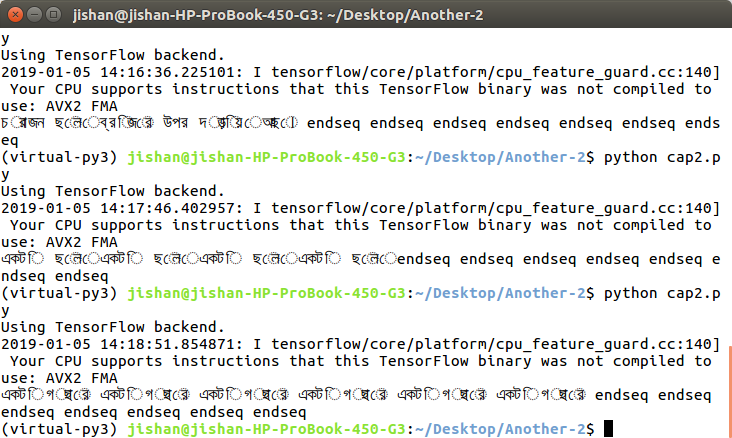 jishan@jishan-HP-ProBook-450-G3: ~/Desktop/Another-2
y
Using TensorFlow backend.
2019-01-05 14:16:36.225101: I tensorflow/core/platform/cpu_feature_guard.cc:140]
Your CPU supports instructions that this TensorFlow binary was not compiled to
use: AVX2 FMA
চারজন ছেলে ব্রিজের উপর দাড়িয়ে আছে। endseq endseq endseq endseq endseq endseq ends
eq
(virtual-py3) jishan@jishan-HP-ProBook-450-G3:~/Desktop/Another-2$ python cap2.p
y
Using TensorFlow backend.
2019-01-05 14:17:46.402957: I tensorflow/core/platform/cpu_feature_guard.cc:140]
Your CPU supports instructions that this TensorFlow binary was not compiled to
use: AVX2 FMA
একটি ছেলে একটি ছেলে একটি ছেলে একটি ছেলে endseq endseq endseq endseq endseq e
ndseq endseq
(virtual-py3) jishan@jishan-HP-ProBook-450-G3:~/Desktop/Another-2$ python cap2.p
y
Using TensorFlow backend.
2019-01-05 14:18:51.854871: I tensorflow/core/platform/cpu_feature_guard.cc:140]
Your CPU supports instructions that this TensorFlow binary was not compiled to
use: AVX2 FMA
একটি গাছের একটি গাছের একটি গাছের একটি গাছের একটি গাছের একটি গাছের endseq endseq
endseq endseq endseq endseq endseq
(virtual-py3) jishan@jishan-HP-ProBook-450-G3:~/Desktop/Another-2$